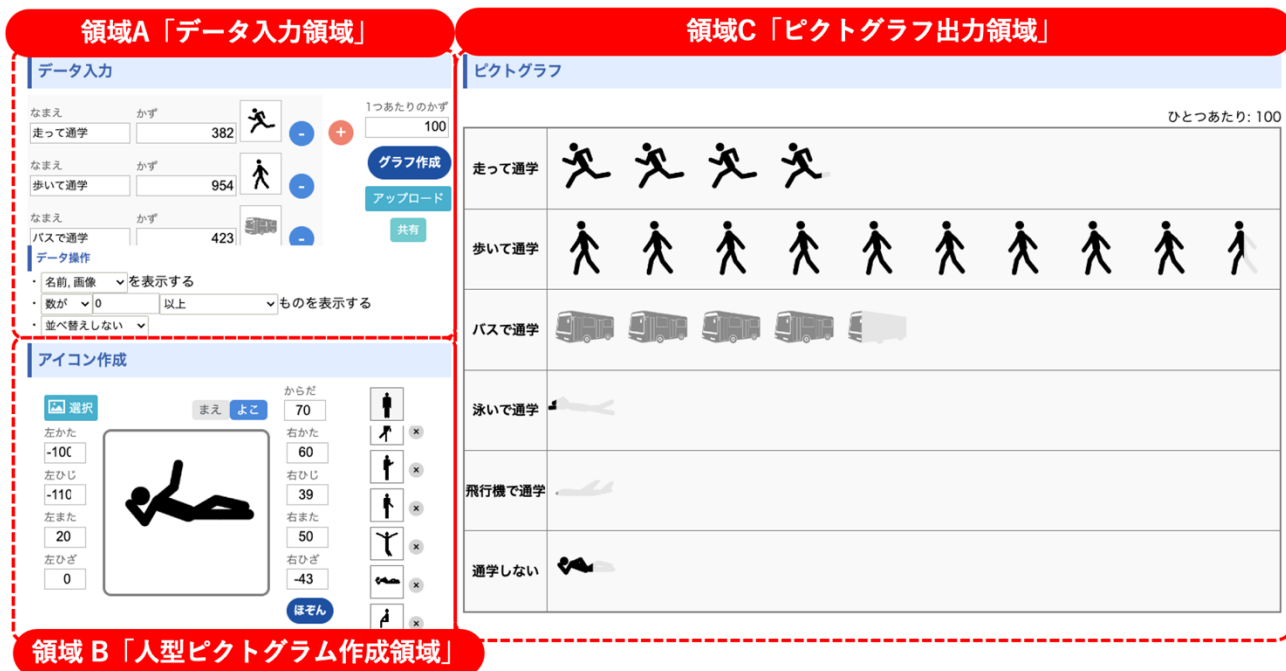 領域A「データ入力領域」
領域C「ピクトグラフ出力領域」
データ入力
なまえ
かず
走って通学
382
-
+
1つあたりのかず
100
グラフ作成
なまえ
かず
歩いて通学
954
-
アップロード
なまえ
かず
バスで通学
423
-
共有
データ操作
・ 名前, 画像 を表示する
・ 数が 0 以上 ものを表示する
・ 並べ替えしない
アイコン作成
選択
まえ よこ
からだ
70
左かた
-100
左ひじ
-110
左また
20
左ひざ
0
右かた
60
右ひじ
39
右また
50
右ひざ
-43
ほぞん
領域 B「人型ピクトグラム作成領域」
ピクトグラフ
ひとつあたり: 100
走って通学
歩いて通学
バスで通学
泳いで通学
飛行機で通学
通学しない